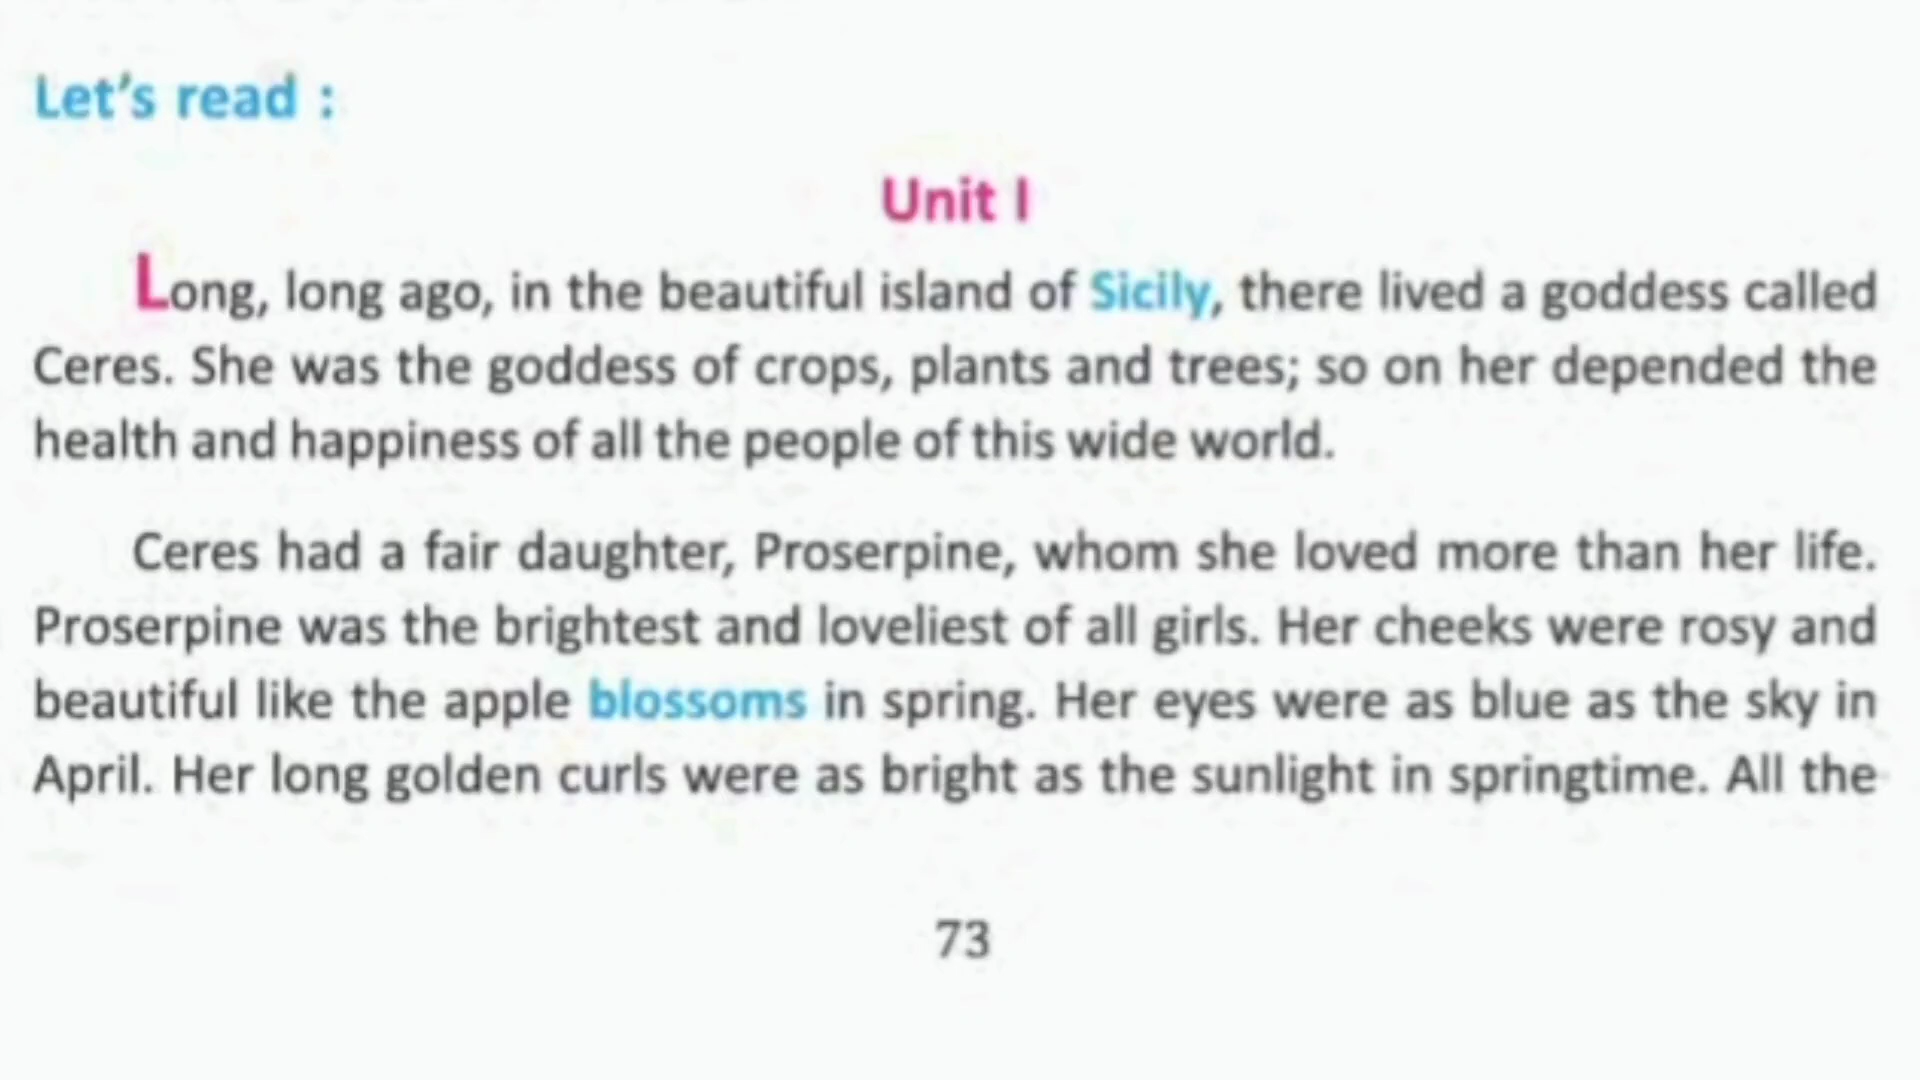 Let's read :
Unit I
Long, long ago, in the beautiful island of Sicily, there lived a goddess called
Ceres. She was the goddess of crops, plants and trees; so on her depended the
health and happiness of all the people of this wide world.
Ceres had a fair daughter, Proserpine, whom she loved more than her life.
Proserpine was the brightest and loveliest of all girls. Her cheeks were rosy and
beautiful like the apple blossoms in spring. Her eyes were as blue as the sky in
April. Her long golden curls were as bright as the sunlight in springtime. All the
73